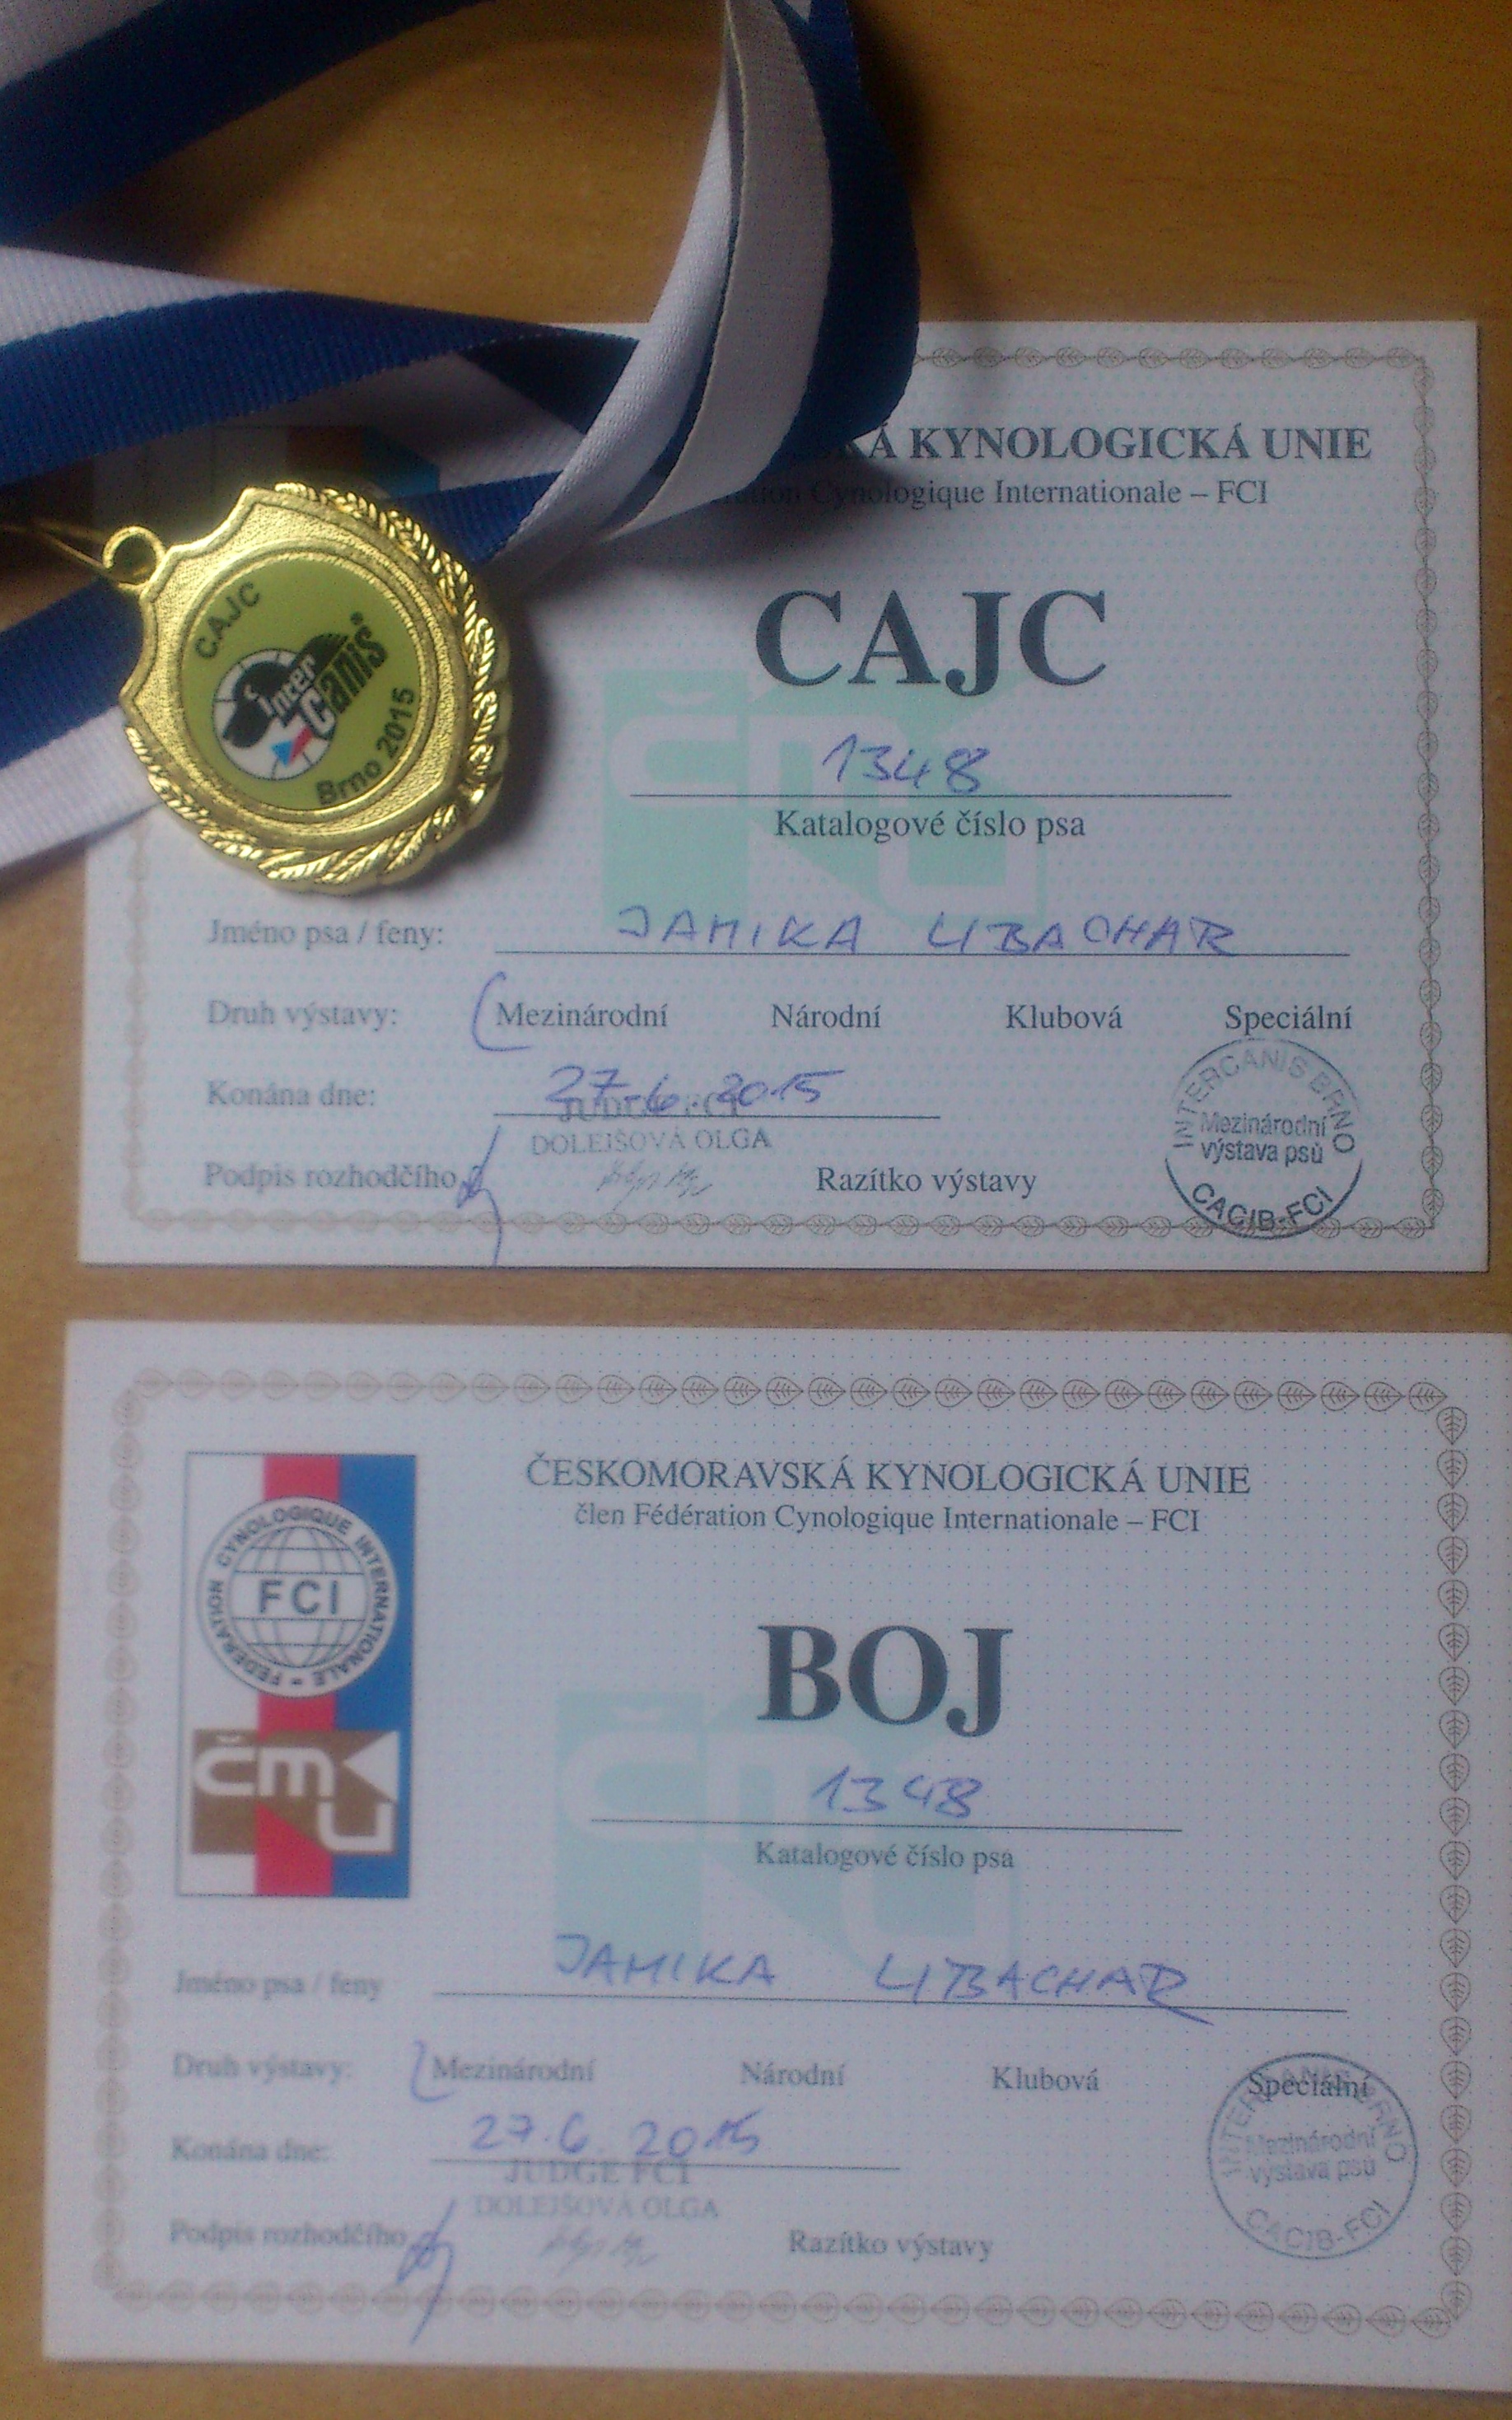 CAJC
Inter
Canis
Brno 2015
KYNOLOGICKÁ UNIE
Cynologique Internationale – FCI
CAJC
1348
Katalogové číslo psa
Jméno psa / feny: JAMIKA LIBACHAR
Druh výstavy: Mezinárodní Národní Klubová Speciální
Konána dne: 27.6.2015
DOLEJŠOVÁ OLGA
Podpis rozhodčího Razítko výstavy
INTERCANIS BRNO
Mezinárodní
výstava psů
CACIB-FCI
ČESKOMORAVSKÁ KYNOLOGICKÁ UNIE
člen Fédération Cynologique Internationale – FCI
FEDERATION CYNOLOGIQUE INTERNATIONALE
FCI
čmku
BOJ
1348
Katalogové číslo psa
Jméno psa / feny JAMIKA LIBACHAR
Druh výstavy: Mezinárodní Národní Klubová Speciální
Konána dne: 27.6.2015
JUDGE FCI
DOLEJŠOVÁ OLGA
Podpis rozhodčího Razítko výstavy
INTERCANIS BRNO
Mezinárodní
výstava psů
CACIB-FCI